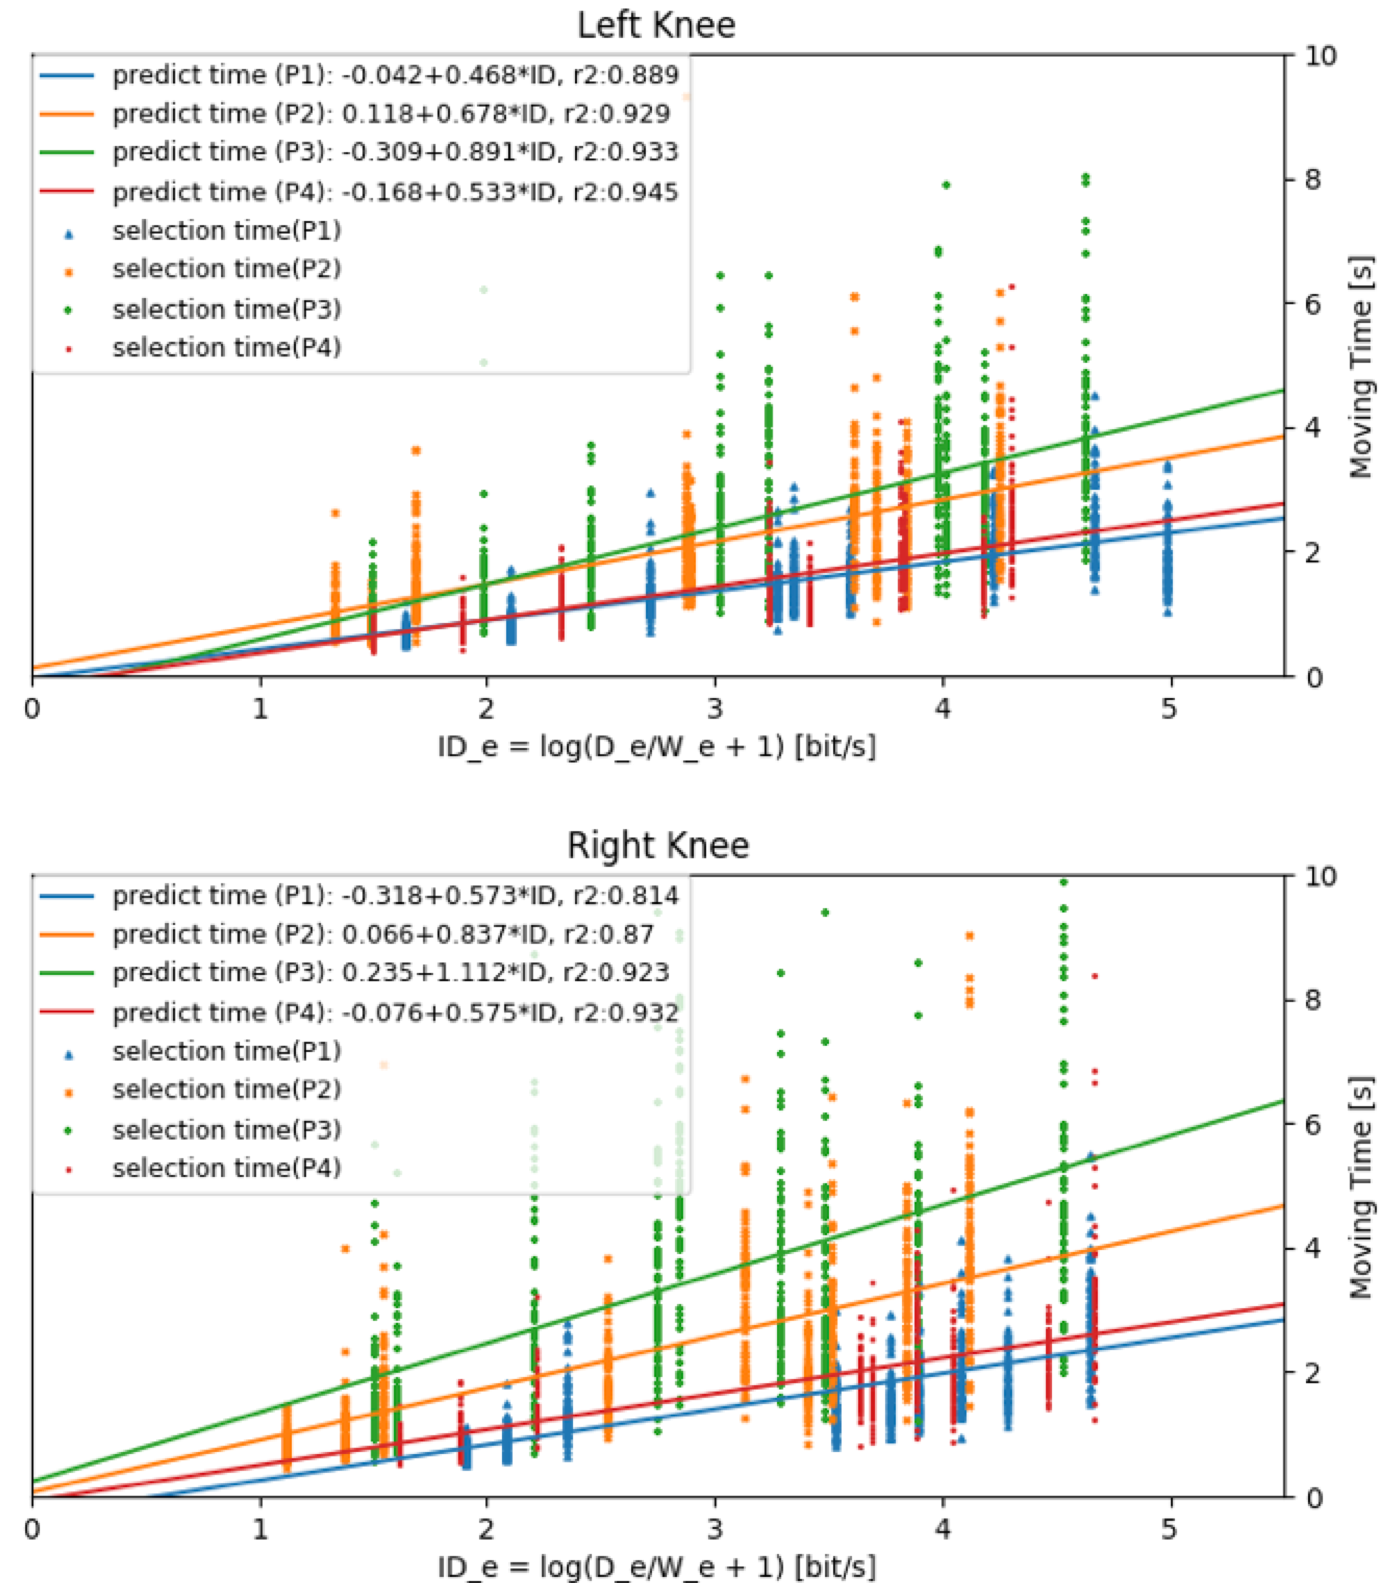 Left Knee
predict time (P1): -0.042+0.468*ID, r2:0.889
predict time (P2): 0.118+0.678*ID, r2:0.929
predict time (P3): -0.309+0.891*ID, r2:0.933
predict time (P4): -0.168+0.533*ID, r2:0.945
selection time(P1)
selection time(P2)
selection time(P3)
selection time(P4)
10
8
6
4
2
0
Moving Time [s]
0 1 2 3 4 5
ID_e = log(D_e/W_e + 1) [bit/s]
Right Knee
predict time (P1): -0.318+0.573*ID, r2:0.814
predict time (P2): 0.066+0.837*ID, r2:0.87
predict time (P3): 0.235+1.112*ID, r2:0.923
predict time (P4): -0.076+0.575*ID, r2:0.932
selection time(P1)
selection time(P2)
selection time(P3)
selection time(P4)
10
8
6
4
2
0
Moving Time [s]
0 1 2 3 4 5
ID_e = log(D_e/W_e + 1) [bit/s]